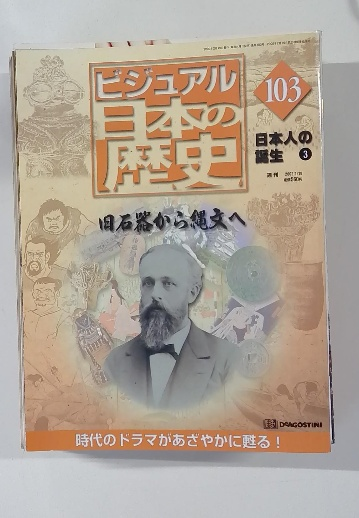 ビジュアル
日本の
歴史
103
日本人の
誕生 3
週刊
旧石器から縄文へ
DeAGOSTINI
時代のドラマがあざやかに甦る!